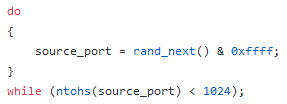 do
{
    source_port = rand_next() & 0xffff;
}
while (ntohs(source_port) < 1024);